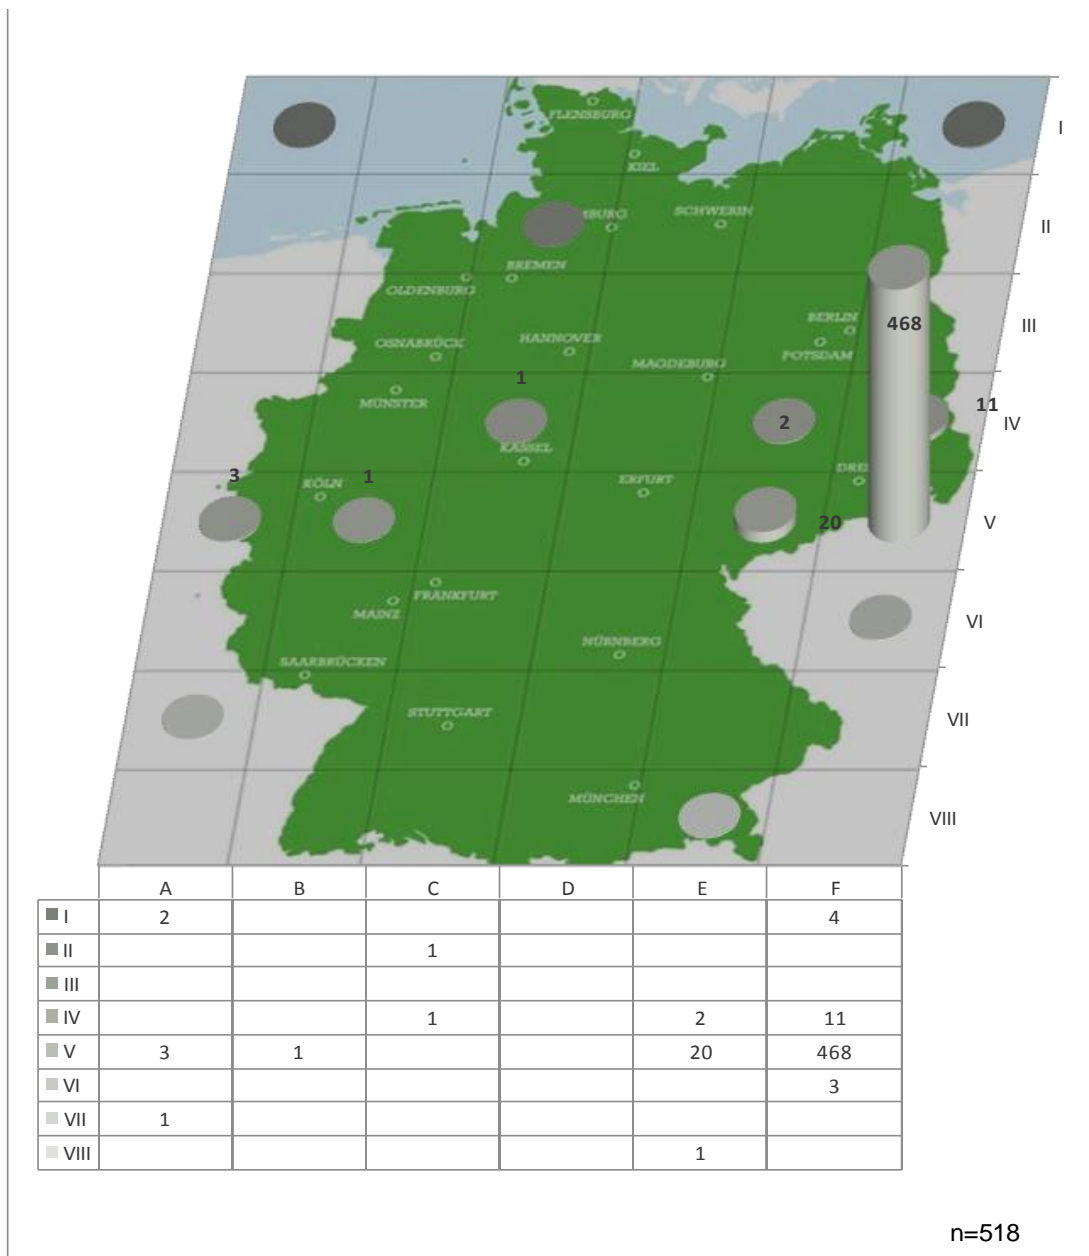 FLENSBURG
I
KIEL
MBURG SCHWERIN
II
BREMEN
OLDENBURG
BERLIN
468
III
OSNABRÜCK HANNOVER
POTSDAM
MAGDEBURG
1
MÜNSTER
11
2
IV
KASSEL
DRE
3 1
KÖLN ERFURT
20
V
FRANKFURT
MAINZ
VI
NÜRNBERG
SAARBRÜCKEN
STUTTGART
VII
MÜNCHEN
VIII
A B C D E F
I 2 4
II 1
III
IV 1 2 11
V 3 1 20 468
VI 3
VII 1
VIII 1
n=518